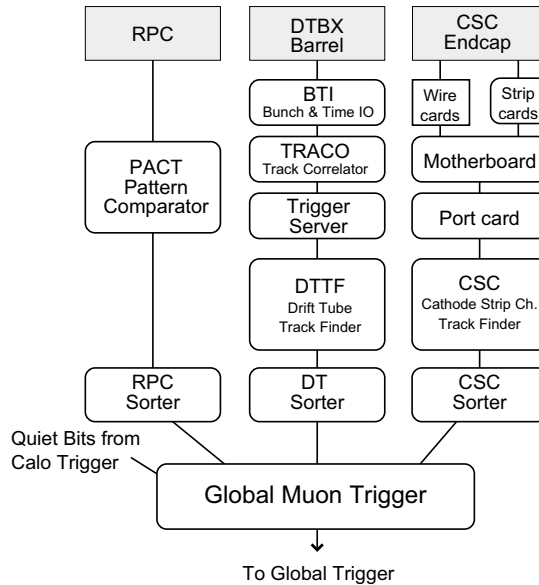 RPC
DTBX
Barrel
CSC
Endcap
BTI
Bunch & Time IO
Wire
cards
Strip
cards
PACT
Pattern
Comparator
TRACO
Track Correlator
Motherboard
Trigger
Server
Port card
DTTF
Drift Tube
Track Finder
CSC
Cathode Strip Ch.
Track Finder
RPC
Sorter
DT
Sorter
CSC
Sorter
Quiet Bits from
Calo Trigger
Global Muon Trigger
To Global Trigger